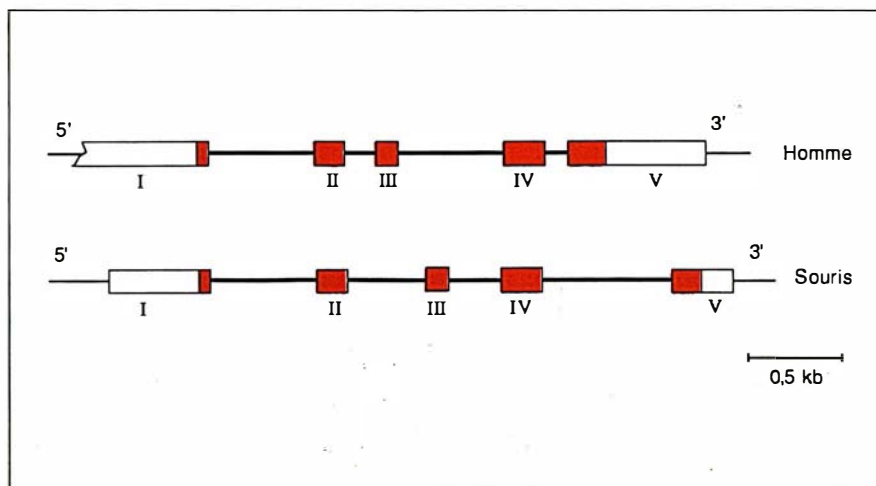 5' 3'
Homme
I II III IV V
5' 3'
Souris
I II III IV V
0,5 kb